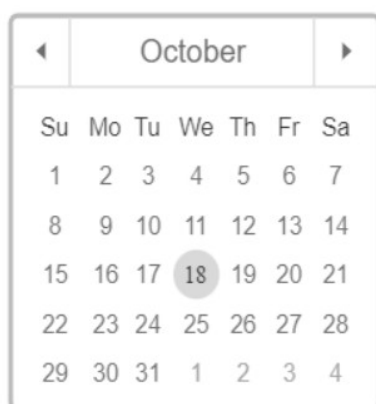 October
Su Mo Tu We Th Fr Sa
1 2 3 4 5 6 7
8 9 10 11 12 13 14
15 16 17 18 19 20 21
22 23 24 25 26 27 28
29 30 31 1 2 3 4